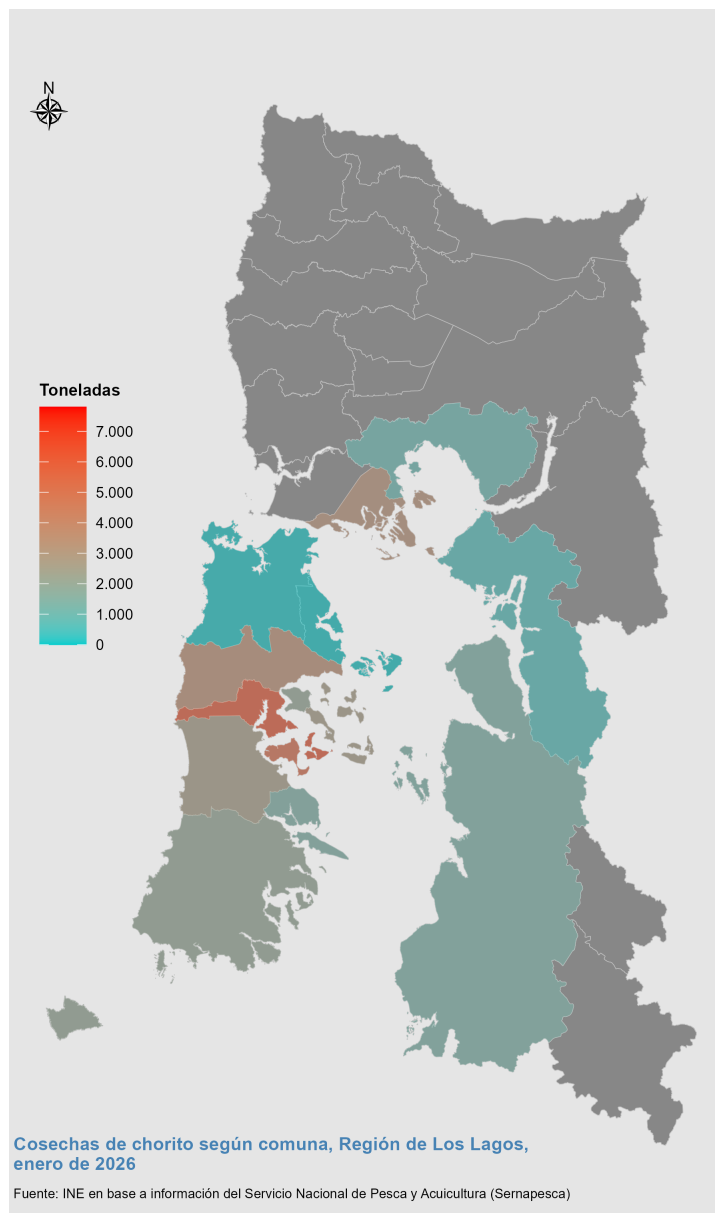 N
Toneladas
7.000
6.000
5.000
4.000
3.000
2.000
1.000
0
Cosechas de chorito según comuna, Región de Los Lagos,
enero de 2026
Fuente: INE en base a información del Servicio Nacional de Pesca y Acuicultura (Sernapesca)